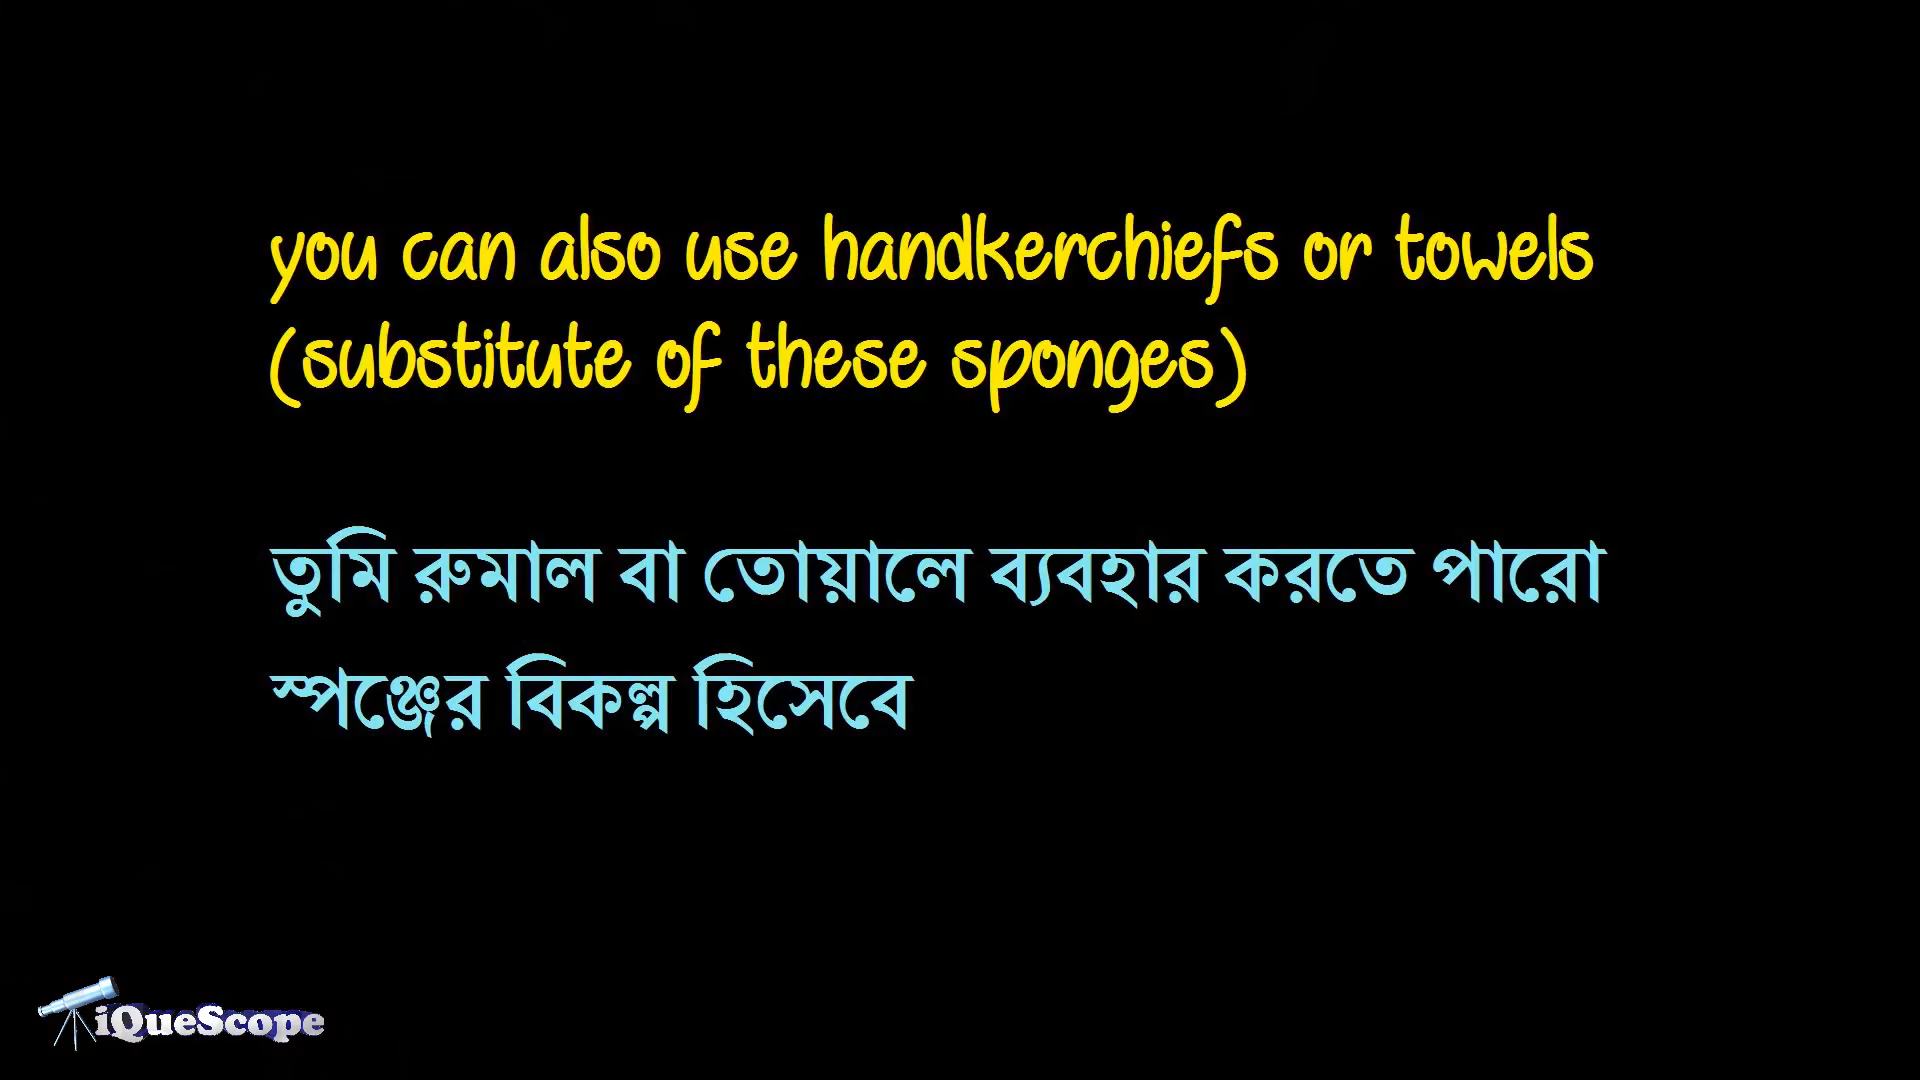 you can also use handkerchiefs or towels
(substitute of these sponges)
তুমি রুমাল বা তোয়ালে ব্যবহার করতে পারো
স্পঞ্জের বিকল্প হিসেবে
iQueScope